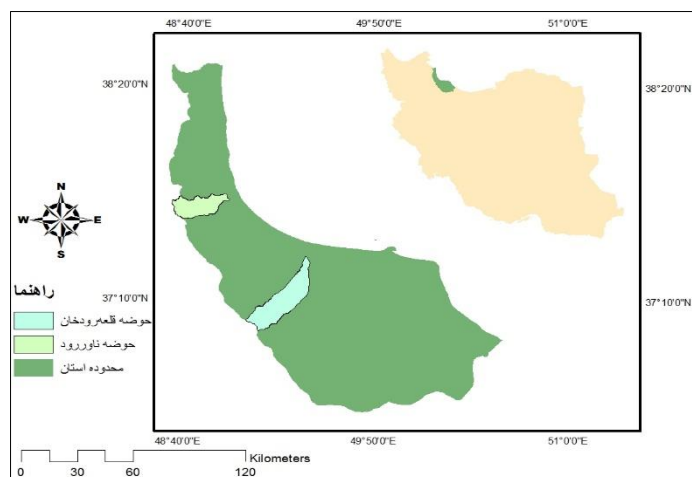 48°40'0"E 49°50'0"E 51°0'0"E
38°20'0"N 38°20'0"N
N
W E
S
37°10'0"N 37°10'0"N
راهنما
حوضه قلعه‌رودخان
حوضه ناورود
محدوده استان
48°40'0"E 49°50'0"E 51°0'0"E
Kilometers
0 30 60 120